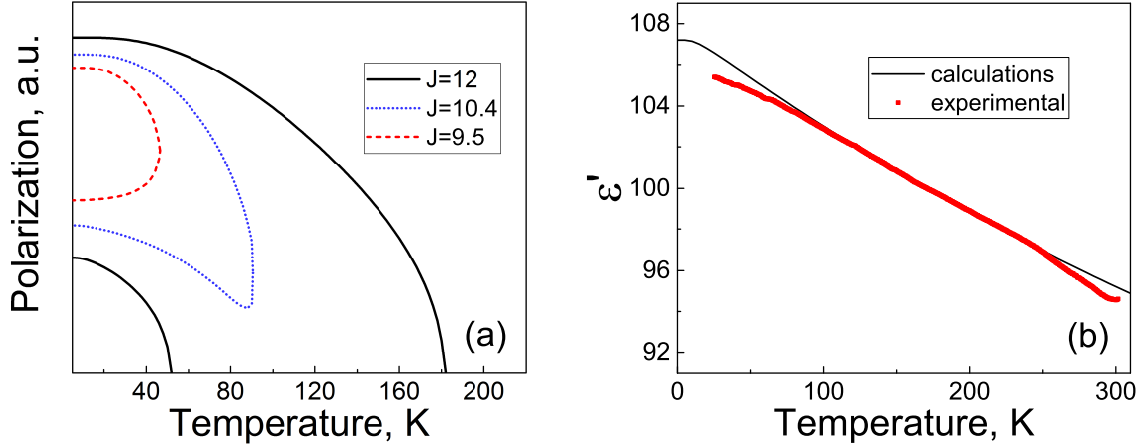 Polarization, a.u.
J=12
J=10.4
J=9.5
(a)
40 80 120 160 200
Temperature, K
ε'
108
104
100
96
92
calculations
experimental
(b)
0 100 200 300
Temperature, K